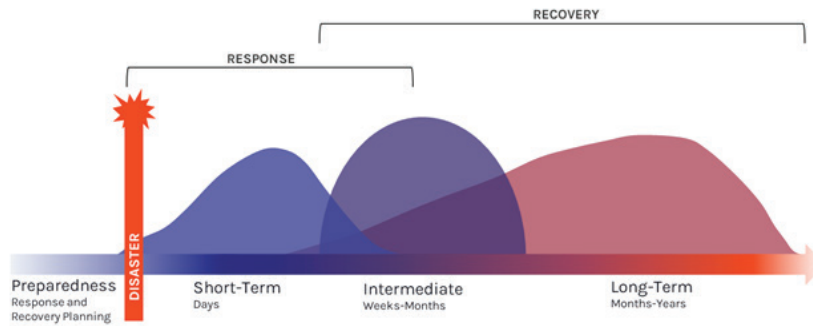 RECOVERY
RESPONSE
DISASTER
Preparedness
Response and
Recovery Planning
Short-Term
Days
Intermediate
Weeks-Months
Long-Term
Months-Years